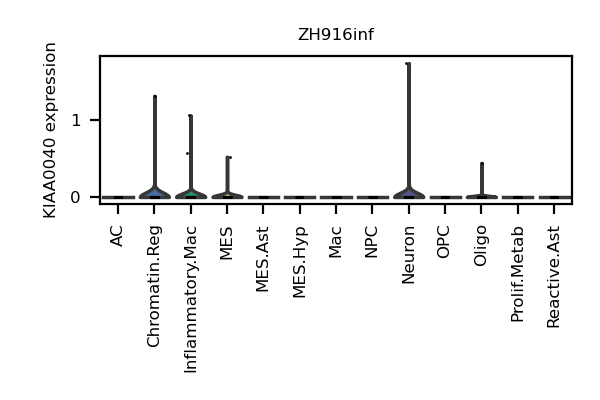 ZH916inf
KIAA0040 expression
1
0
AC
Chromatin.Reg
Inflammatory.Mac
MES
MES.Ast
MES.Hyp
Mac
NPC
Neuron
OPC
Oligo
Prolif.Metab
Reactive.Ast